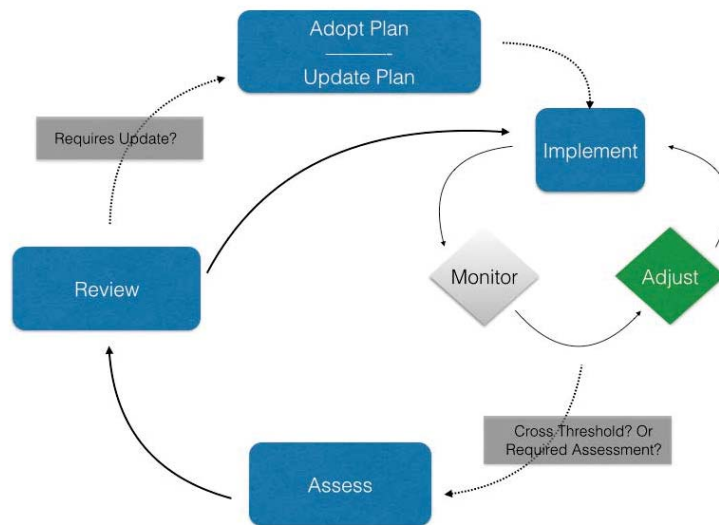 Adopt Plan
Update Plan
Requires Update?
Implement
Review
Monitor
Adjust
Cross Threshold? Or
Required Assessment?
Assess